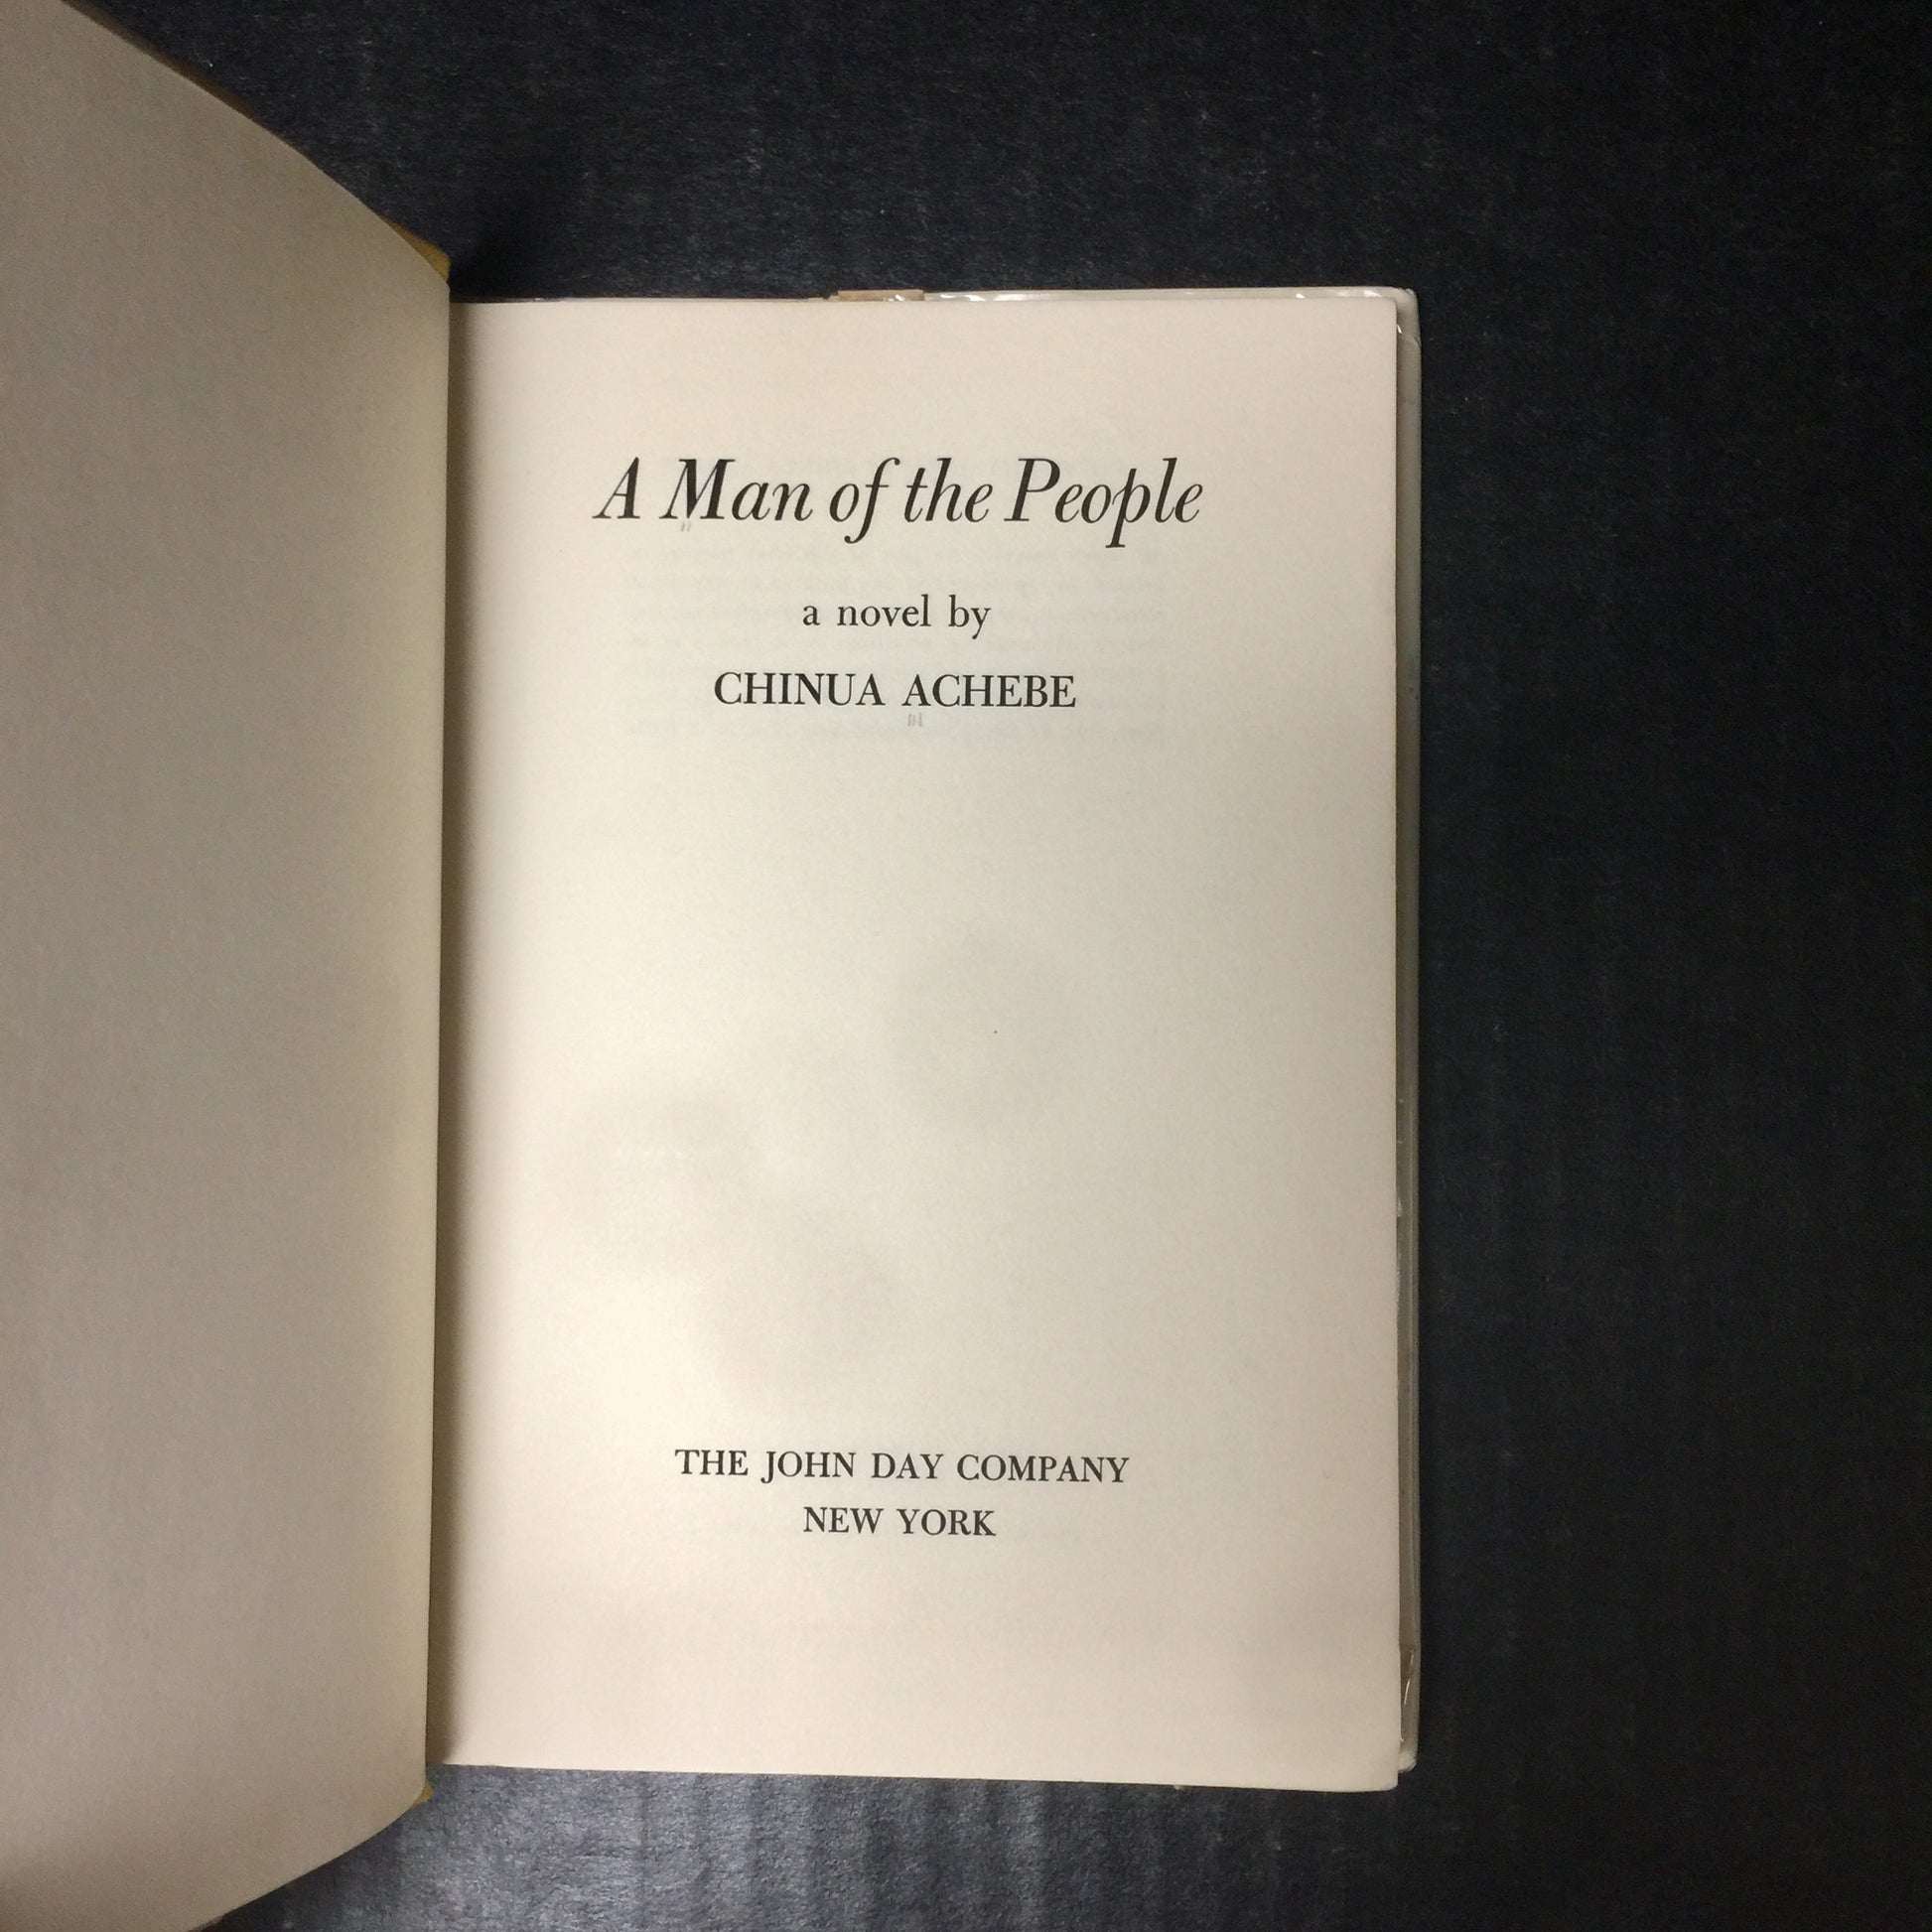 A Man of the People
a novel by
CHINUA ACHEBE
THE JOHN DAY COMPANY
NEW YORK